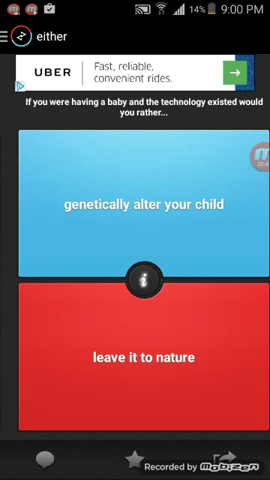 14% 9:00 PM
either
UBER
Fast, reliable,
convenient rides.
If you were having a baby and the technology existed would
you rather...
genetically alter your child
i
leave it to nature
Recorded by mobizen